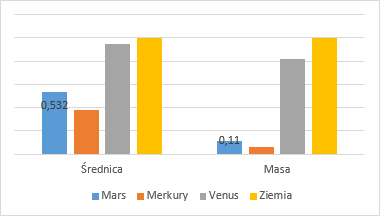 0,532
0,11
Średnica Masa
Mars Merkury Venus Ziemia